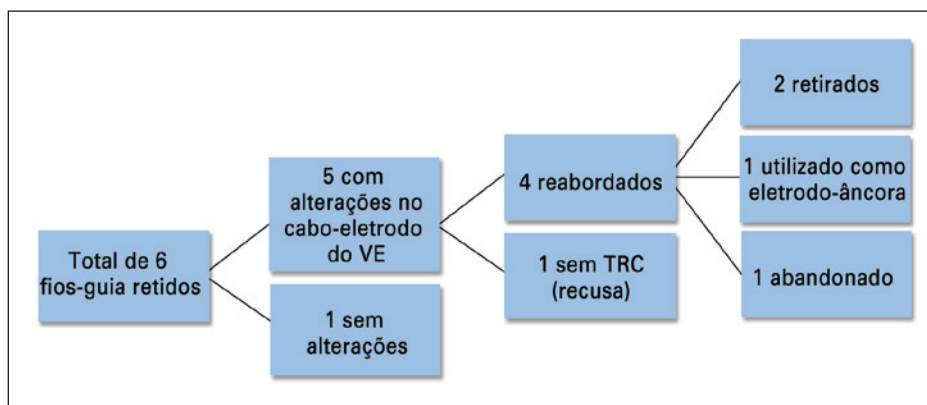 Total de 6
fios-guia retidos
5 com
alterações no
cabo-eletrodo
do VE
1 sem
alterações
4 reabordados
1 sem TRC
(recusa)
2 retirados
1 utilizado como
eletrodo-âncora
1 abandonado